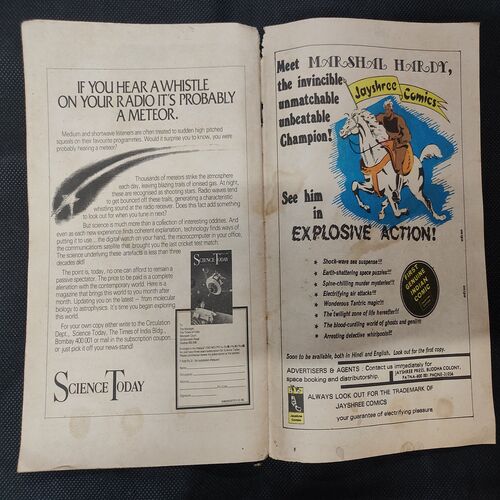 IF YOU HEAR A WHISTLE
ON YOUR RADIO IT'S PROBABLY
A METEOR.
Medium and shortwave listeners are often treated to sudden high pitched
squeals on their favourite programmes. Would it surprise you to know, you were
probably hearing a meteor?
Thousands of meteors strike the atmosphere
each day, leaving blazing trails of ionised gas. At night,
these are recognised as shooting stars. Radio waves tend
to get bounced off these trails, generating a characteristic
whistling sound at the radio receiver. Does this fact add something
to look out for when you tune in next?
But science is much more than a collection of interesting oddities. And
even as each new experience finds coherent explanation, technology finds ways of
putting it to use... the digital watch on your hand, the microcomputer in your office,
the communications satellite that brought you the last cricket test match.
The science underlying these artefacts is less than three
decades old!
The point is, today, no one can afford to remain a
passive spectator. The price to be paid is a complete
alienation with the contemporary world. Here is a
magazine that brings this world to you month after
month. Updating you on the latest — from molecular
biology to astrophysics. It's time you begin exploring
this world.
For your own copy either write to the Circulation
Dept., Science Today, The Times of India Bldg.,
Bombay 400 001 or mail in the subscription coupon,
or just pick it off your news-stand!
SCIENCE TODAY
SCIENCE TODAY
Meet MARSHAL HARDY,
the invincible
unmatchable
unbeatable
Champion!
Jayshree Comics
See him
in
EXPLOSIVE ACTION!
Shock-wave sea suspense!!!
Earth-shattering space puzzles!!!
Spine-chilling murder mysteries!!!
Electrifying air attacks!!!
Wonderous Tantric magic!!!
The twilight zone of life hereafter!!!
The blood-curdling world of ghosts and genii!!!
Arresting detective whirlpools!!!
FIRST
GENUINE
INDIAN
COMIC
Soon to be available, both in Hindi and English. Look out for the first copy.
ADVERTISERS & AGENTS : Contact us immediately for
space booking and distributorship.
JAYSHREE PRESS, BUDDHA COLONY,
PATNA-800 001 PHONE-31056
ALWAYS LOOK OUT FOR THE TRADEMARK OF
JAYSHREE COMICS
your guarantee of electrifying pleasure